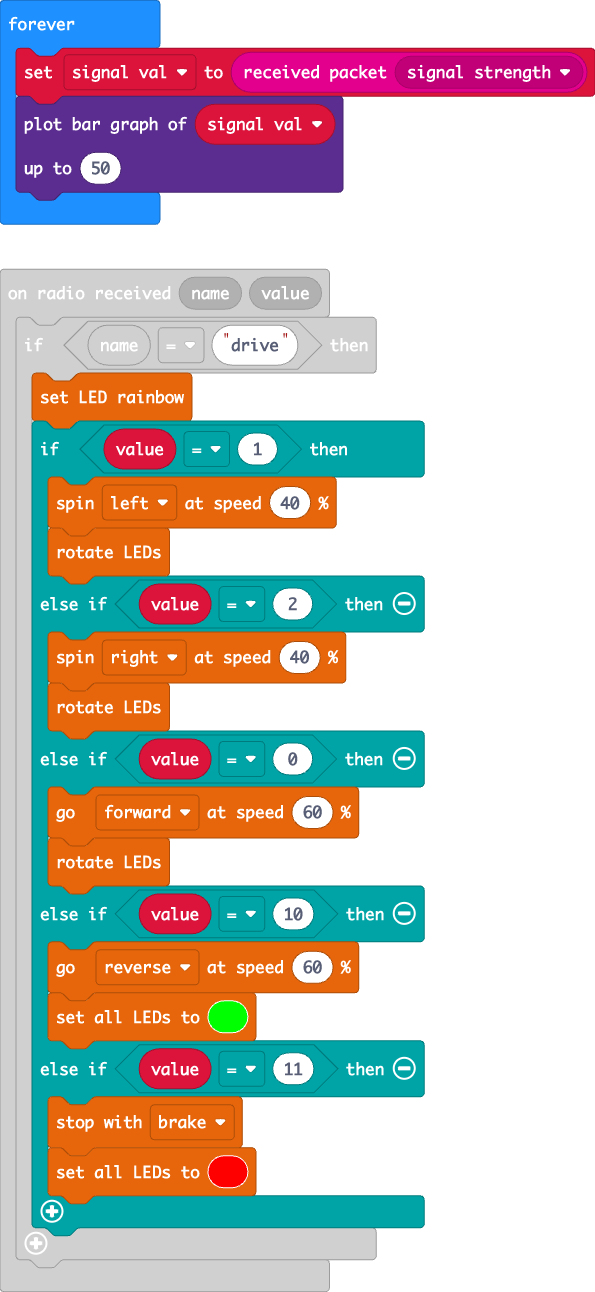 forever
set signal val to received packet signal strength
plot bar graph of signal val
up to 50
on radio received name value
if name = "drive" then
set LED rainbow
if value = 1 then
spin left at speed 40 %
rotate LEDs
else if value = 2 then
spin right at speed 40 %
rotate LEDs
else if value = 0 then
go forward at speed 60 %
rotate LEDs
else if value = 10 then
go reverse at speed 60 %
set all LEDs to
else if value = 11 then
stop with brake
set all LEDs to